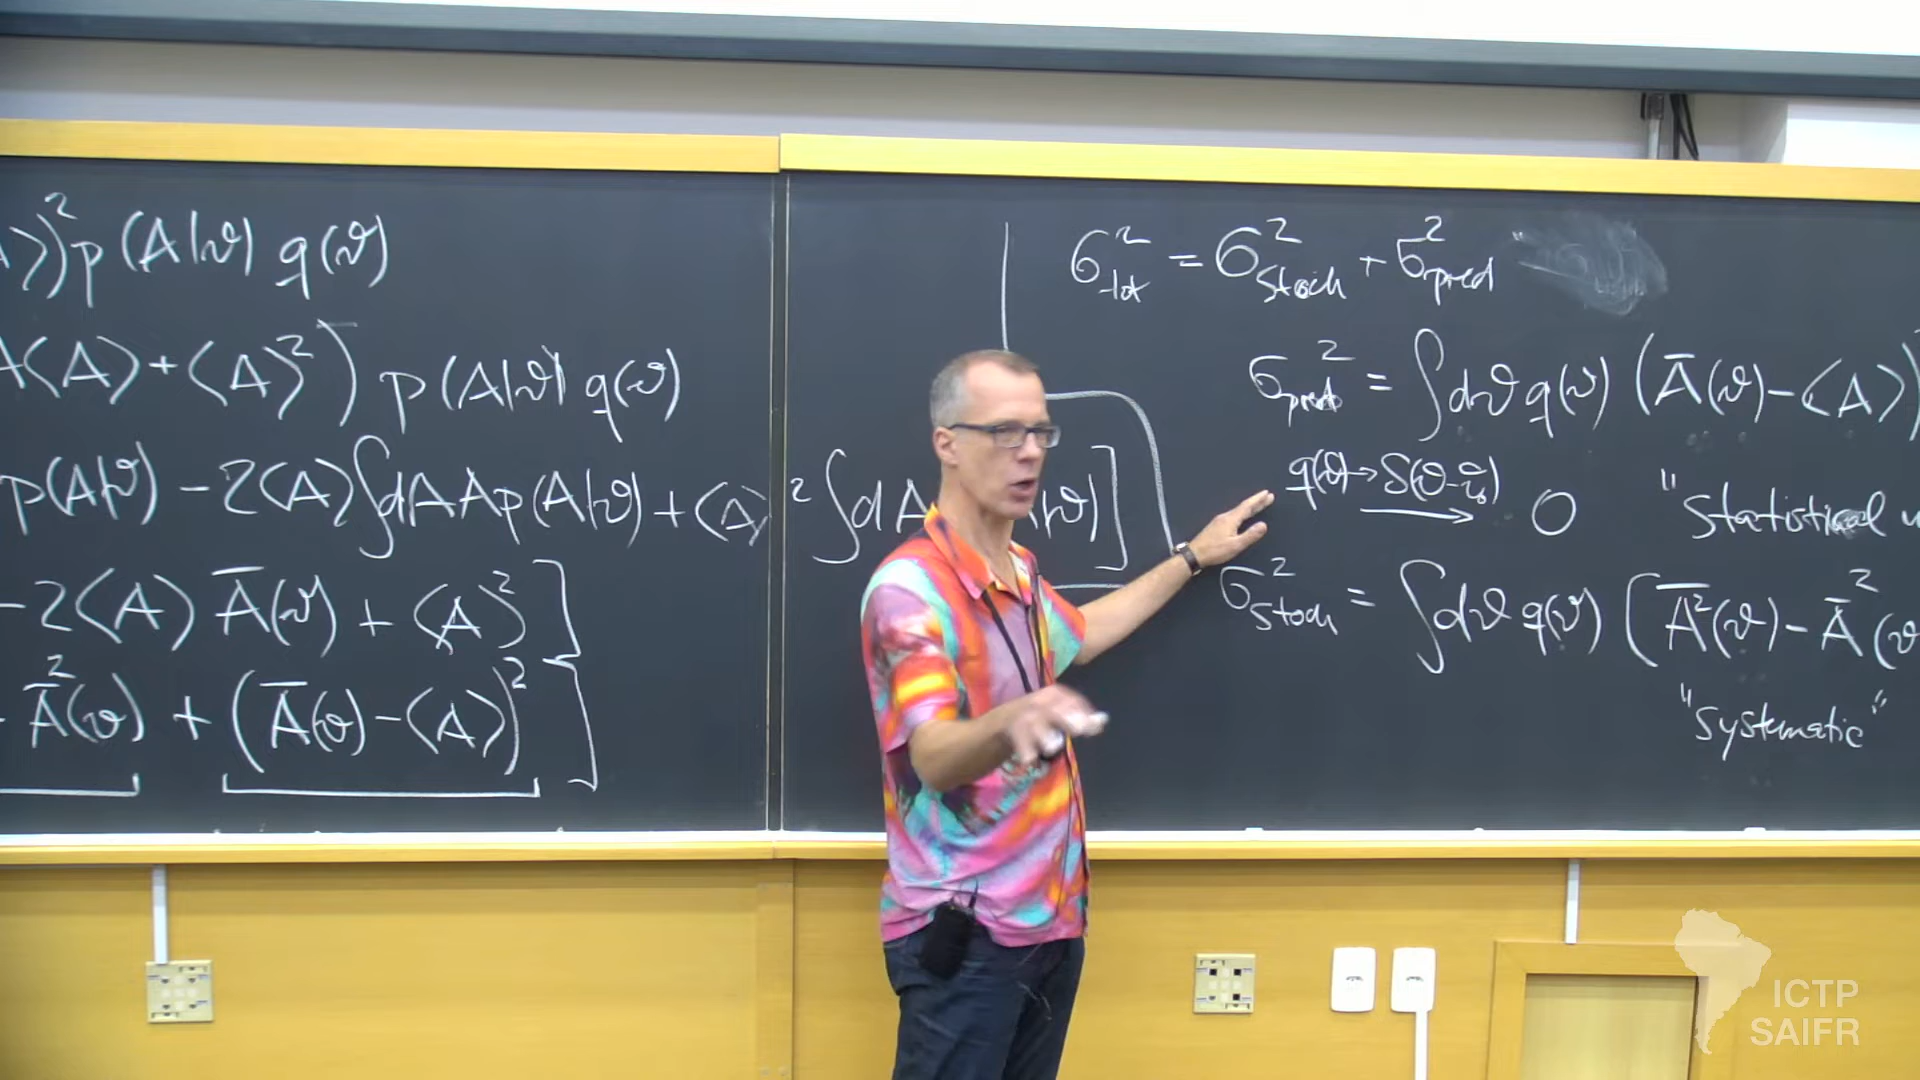 ⟩)² p(A|ϑ) q(ϑ)
A⟨A⟩ + ⟨A⟩²) p(A|ϑ) q(ϑ)
p(A|ϑ) - 2⟨A⟩∫dA A p(A|ϑ) + ⟨A⟩² ∫dA |ϑ)]
-2⟨A⟩ Ā(ϑ) + ⟨A⟩²]
- Ā²(ϑ) + (Ā(ϑ) - ⟨A⟩)²]
σ²tot = σ²stoch + σ²pred
σ²pred = ∫dϑ q(ϑ) (Ā(ϑ) - ⟨A⟩)
q(ϑ) → δ(ϑ-ϑ₀)
⟶ 0 "statistical
σ²stoch = ∫dϑ q(ϑ) [A̅²(ϑ) - Ā²(ϑ
"systematic"
ICTP
SAIFR